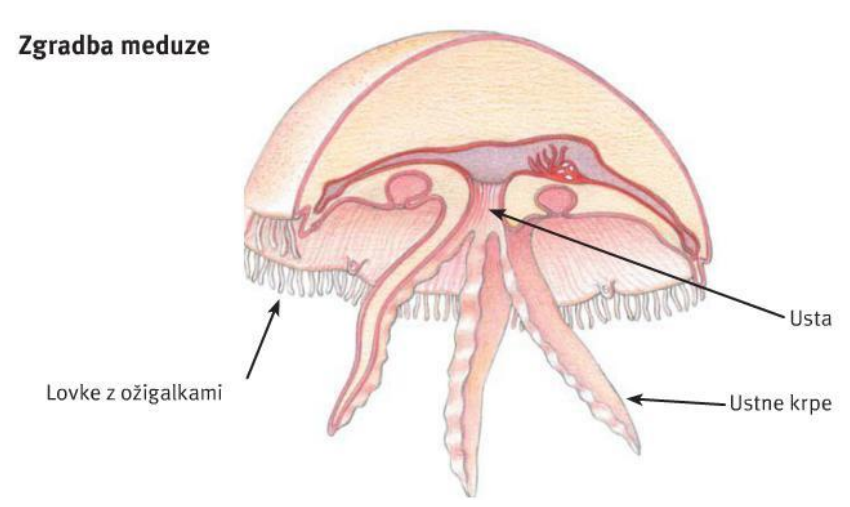 Zgradba meduze
Usta
Lovke z ožigalkami
Ustne krpe